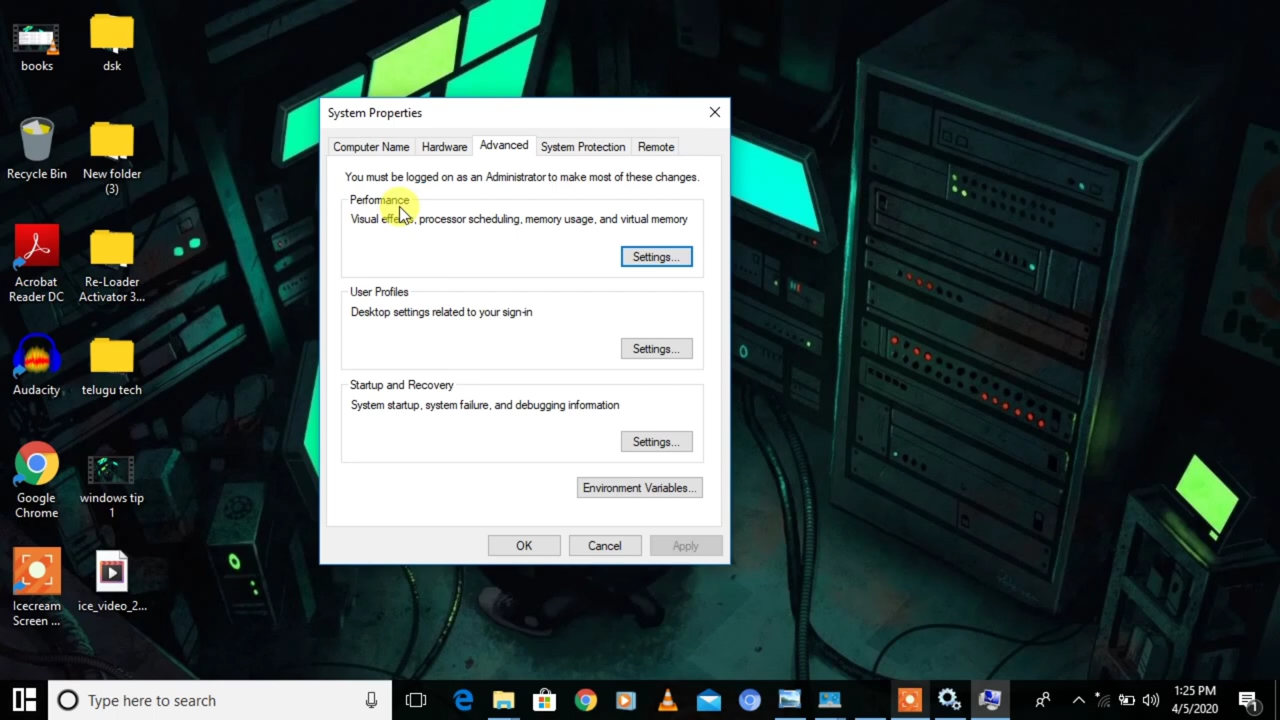 books
dsk
Recycle Bin
New folder
(3)
Acrobat
Reader DC
Re-Loader
Activator 3...
Audacity
telugu tech
Google
Chrome
windows tip
1
Icecream
Screen ...
ice_video_2...
System Properties
Computer Name
Hardware
Advanced
System Protection
Remote
You must be logged on as an Administrator to make most of these changes.
Performance
Visual effects, processor scheduling, memory usage, and virtual memory
Settings...
User Profiles
Desktop settings related to your sign-in
Settings...
Startup and Recovery
System startup, system failure, and debugging information
Settings...
Environment Variables...
OK
Cancel
Apply
Type here to search
1:25 PM
4/5/2020
1